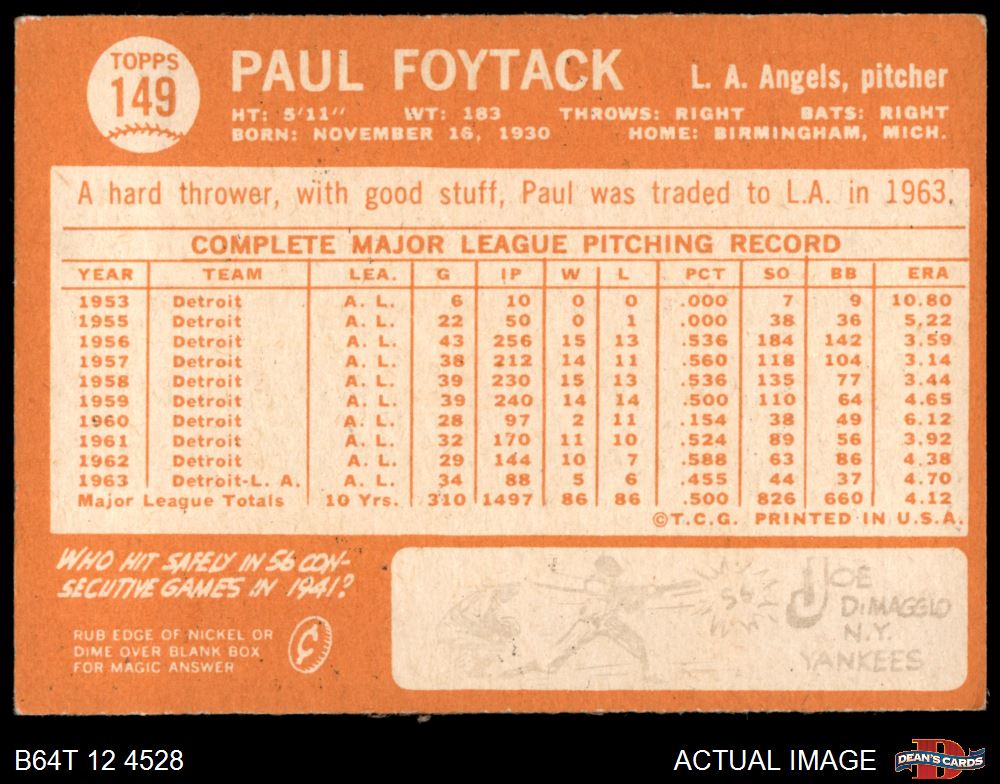 TOPPS
149
PAUL FOYTACK L. A. Angels, pitcher
HT: 5'11" WT: 183 THROWS: RIGHT BATS: RIGHT
BORN: NOVEMBER 16, 1930 HOME: BIRMINGHAM, MICH.
A hard thrower, with good stuff, Paul was traded to L.A. in 1963.
COMPLETE MAJOR LEAGUE PITCHING RECORD
YEAR TEAM LEA. G IP W L PCT SO BB ERA
1953 Detroit A. L. 6 10 0 0 .000 7 9 10.80
1955 Detroit A. L. 22 50 0 1 .000 38 36 5.22
1956 Detroit A. L. 43 256 15 13 .536 184 142 3.59
1957 Detroit A. L. 38 212 14 11 .560 118 104 3.14
1958 Detroit A. L. 39 230 15 13 .536 135 77 3.44
1959 Detroit A. L. 39 240 14 14 .500 110 64 4.65
1960 Detroit A. L. 28 97 2 11 .154 38 49 6.12
1961 Detroit A. L. 32 170 11 10 .524 89 56 3.92
1962 Detroit A. L. 29 144 10 7 .588 63 86 4.38
1963 Detroit-L. A. 34 88 5 6 .455 44 37 4.70
Major League Totals 10 Yrs. 310 1497 86 86 .500 826 660 4.12
©T.C.G. PRINTED IN U.S.A.
WHO HIT SAFELY IN 56 CON-
SECUTIVE GAMES IN 1941?
RUB EDGE OF NICKEL OR
DIME OVER BLANK BOX
FOR MAGIC ANSWER
56
JOE
DIMAGGIO
N.Y.
YANKEES
B64T 12 4528 ACTUAL IMAGE
DEAN'S CARDS